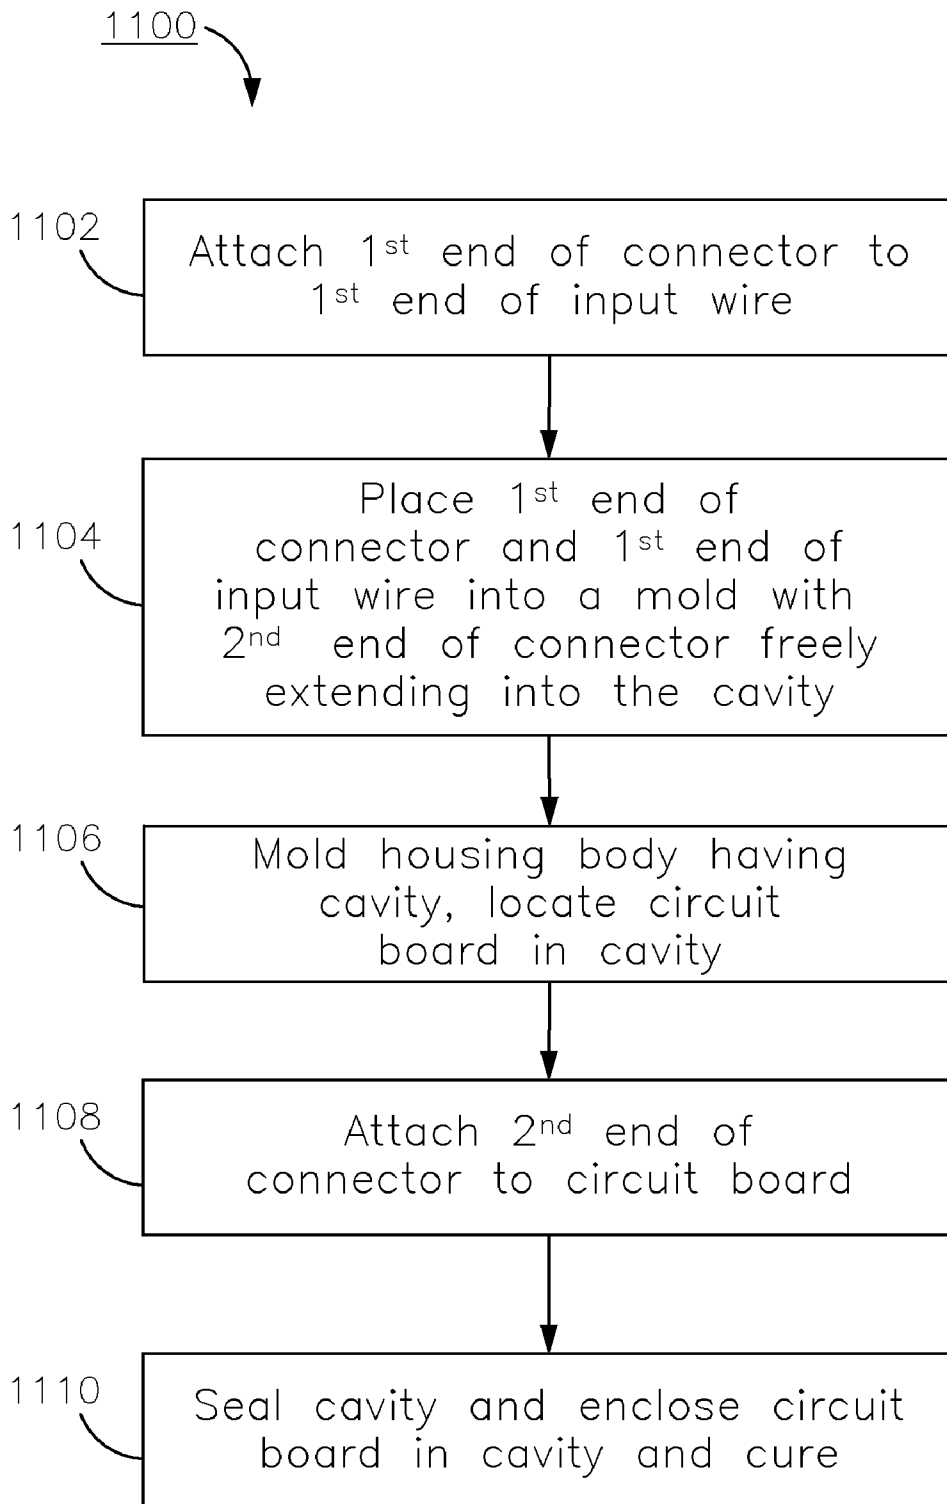 1100
1102
Attach 1st end of connector to
1st end of input wire
1104
Place 1st end of
connector and 1st end of
input wire into a mold with
2nd end of connector freely
extending into the cavity
1106
Mold housing body having
cavity, locate circuit
board in cavity
1108
Attach 2nd end of
connector to circuit board
1110
Seal cavity and enclose circuit
board in cavity and cure